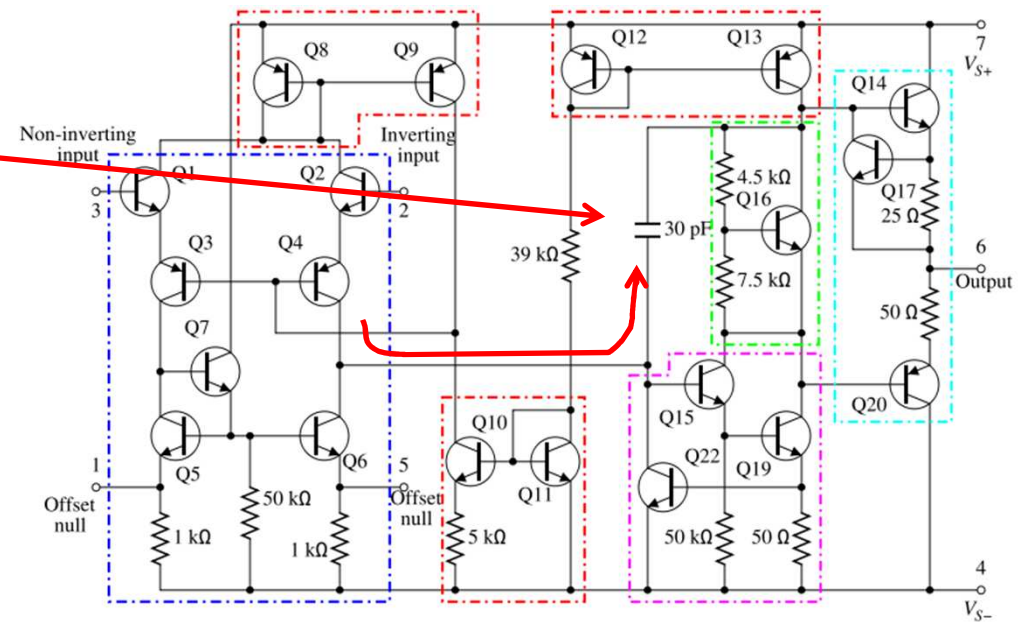 Q8
Q9
Q12
Q13
7
V_S+
Q14
Non-inverting
input
Inverting
input
Q1
Q2
3
2
4.5 kΩ
Q16
Q17
25 Ω
30 pF
Q3
Q4
39 kΩ
7.5 kΩ
6
Output
50 Ω
Q7
Q15
Q20
Q10
Q5
Q6
Q22
Q19
1
5
Q11
Offset
null
Offset
null
50 kΩ
1 kΩ
1 kΩ
5 kΩ
50 kΩ
50 Ω
4
V_S−